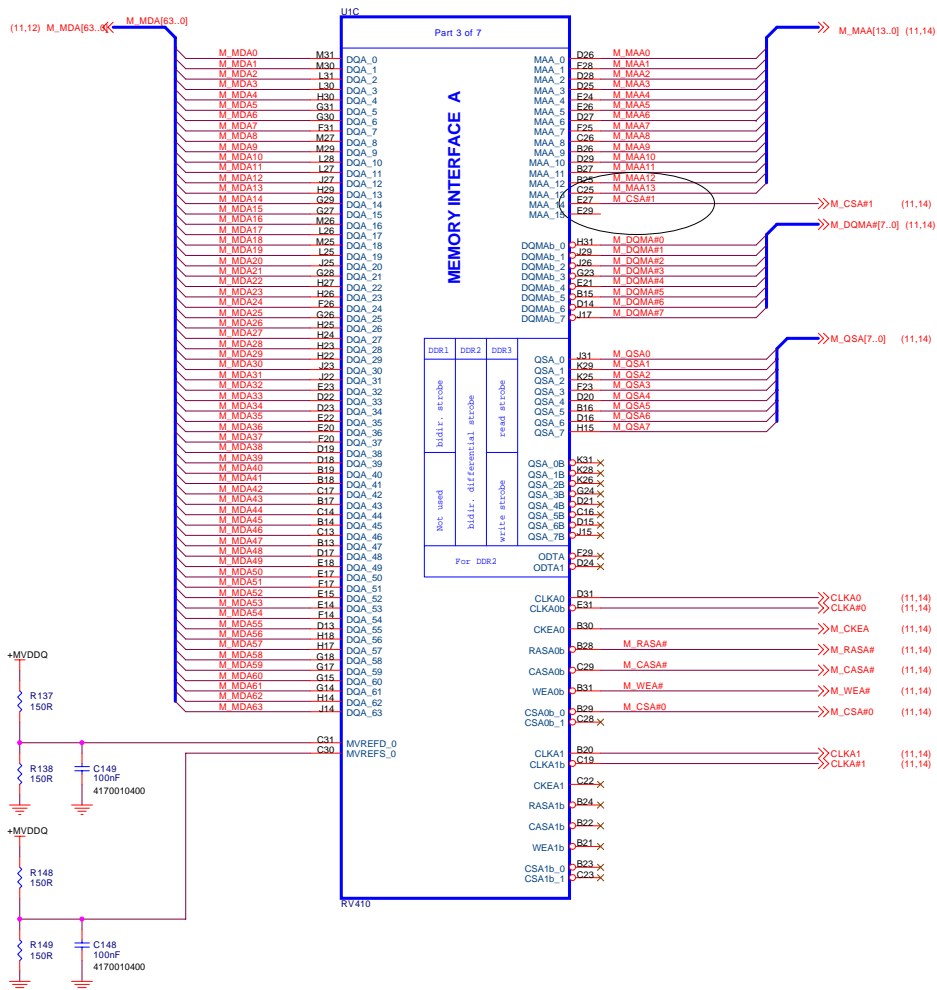 U1C
Part 3 of 7
MEMORY INTERFACE A
(11,12) M_MDA[63..0] M_MDA[63..0]
M_MDA0 M31 DQA_0
M_MDA1 M30 DQA_1
M_MDA2 L31 DQA_2
M_MDA3 L30 DQA_3
M_MDA4 H30 DQA_4
M_MDA5 G31 DQA_5
M_MDA6 G30 DQA_6
M_MDA7 F31 DQA_7
M_MDA8 M27 DQA_8
M_MDA9 M29 DQA_9
M_MDA10 L28 DQA_10
M_MDA11 L27 DQA_11
M_MDA12 J27 DQA_12
M_MDA13 H29 DQA_13
M_MDA14 G29 DQA_14
M_MDA15 G27 DQA_15
M_MDA16 M26 DQA_16
M_MDA17 L26 DQA_17
M_MDA18 M25 DQA_18
M_MDA19 L25 DQA_19
M_MDA20 J25 DQA_20
M_MDA21 G28 DQA_21
M_MDA22 H27 DQA_22
M_MDA23 H26 DQA_23
M_MDA24 F26 DQA_24
M_MDA25 G26 DQA_25
M_MDA26 H25 DQA_26
M_MDA27 H24 DQA_27
M_MDA28 H23 DQA_28
M_MDA29 H22 DQA_29
M_MDA30 J23 DQA_30
M_MDA31 J22 DQA_31
M_MDA32 E23 DQA_32
M_MDA33 D22 DQA_33
M_MDA34 D23 DQA_34
M_MDA35 E22 DQA_35
M_MDA36 E20 DQA_36
M_MDA37 F20 DQA_37
M_MDA38 D19 DQA_38
M_MDA39 D18 DQA_39
M_MDA40 B19 DQA_40
M_MDA41 B18 DQA_41
M_MDA42 C17 DQA_42
M_MDA43 B17 DQA_43
M_MDA44 C14 DQA_44
M_MDA45 B14 DQA_45
M_MDA46 C13 DQA_46
M_MDA47 B13 DQA_47
M_MDA48 D17 DQA_48
M_MDA49 E18 DQA_49
M_MDA50 E17 DQA_50
M_MDA51 F17 DQA_51
M_MDA52 E15 DQA_52
M_MDA53 E14 DQA_53
M_MDA54 F14 DQA_54
M_MDA55 D13 DQA_55
M_MDA56 H18 DQA_56
M_MDA57 H17 DQA_57
M_MDA58 G18 DQA_58
M_MDA59 G17 DQA_59
M_MDA60 G15 DQA_60
M_MDA61 G14 DQA_61
M_MDA62 H14 DQA_62
M_MDA63 J14 DQA_63
C31 MVREFD_0
C30 MVREFS_0
+MVDDQ
R137
150R
R138
150R
C149
100nF
4170010400
+MVDDQ
R148
150R
R149
150R
C148
100nF
4170010400
DDR1 DDR2 DDR3
bidir. strobe
Not used
bidir. differential strobe
read strobe
write strobe
For DDR2
M_MAA[13..0] (11,14)
MAA_0 D26 M_MAA0
MAA_1 F28 M_MAA1
MAA_2 D28 M_MAA2
MAA_3 D25 M_MAA3
MAA_4 E24 M_MAA4
MAA_5 E26 M_MAA5
MAA_6 D27 M_MAA6
MAA_7 F25 M_MAA7
MAA_8 C26 M_MAA8
MAA_9 B26 M_MAA9
MAA_10 D29 M_MAA10
MAA_11 B27 M_MAA11
MAA_12 B25 M_MAA12
MAA_13 C25 M_MAA13
MAA_14 E27 M_CSA#1 M_CSA#1 (11,14)
MAA_15 E29
M_DQMA#[7..0] (11,14)
DQMAb_0 H31 M_DQMA#0
DQMAb_1 J29 M_DQMA#1
DQMAb_2 J26 M_DQMA#2
DQMAb_3 G23 M_DQMA#3
DQMAb_4 E21 M_DQMA#4
DQMAb_5 B15 M_DQMA#5
DQMAb_6 D14 M_DQMA#6
DQMAb_7 J17 M_DQMA#7
M_QSA[7..0] (11,14)
QSA_0 J31 M_QSA0
QSA_1 K29 M_QSA1
QSA_2 K25 M_QSA2
QSA_3 F23 M_QSA3
QSA_4 D20 M_QSA4
QSA_5 B16 M_QSA5
QSA_6 D16 M_QSA6
QSA_7 H15 M_QSA7
QSA_0B K31
QSA_1B K28
QSA_2B K26
QSA_3B G24
QSA_4B D21
QSA_5B C16
QSA_6B D15
QSA_7B J15
ODTA F29
ODTA1 D24
CLKA0 D31 CLKA0 (11,14)
CLKA0b E31 CLKA#0 (11,14)
CKEA0 B30 M_CKEA (11,14)
RASA0b B28 M_RASA# M_RASA# (11,14)
CASA0b C29 M_CASA# M_CASA# (11,14)
WEA0b B31 M_WEA# M_WEA# (11,14)
CSA0b_0 B29 M_CSA#0 M_CSA#0 (11,14)
CSA0b_1 C28
CLKA1 B20 CLKA1 (11,14)
CLKA1b C19 CLKA#1 (11,14)
CKEA1 C22
RASA1b B24
CASA1b B22
WEA1b B21
CSA1b_0 B23
CSA1b_1 C23
RV410